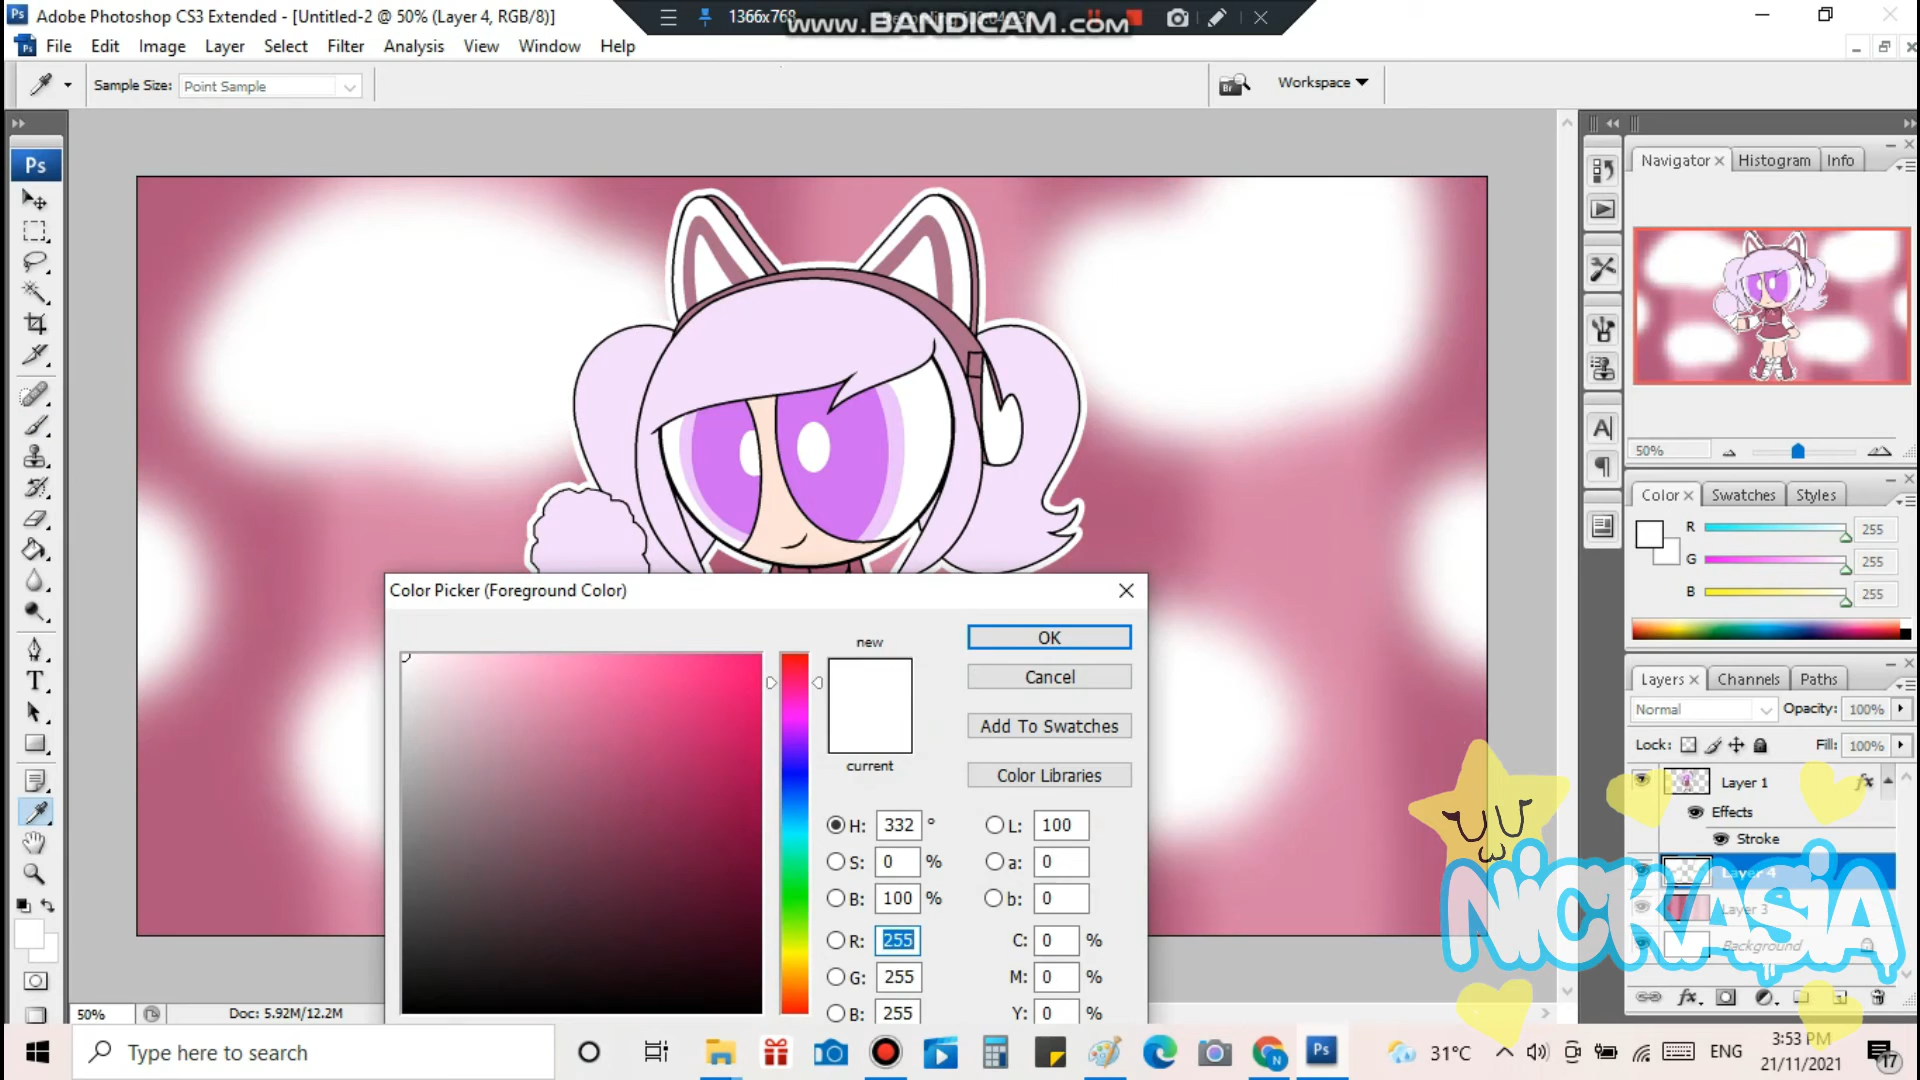 Adobe Photoshop CS3 Extended - [Untitled-2 @ 50% (Layer 4, RGB/8)]
1366x768
www.BANDICAM.com
File Edit Image Layer Select Filter Analysis View Window Help
Sample Size: Point Sample
Br
Workspace
Ps
Navigator Histogram Info
50%
Color Swatches Styles
R 255
G 255
B 255
Layers Channels Paths
Normal Opacity: 100%
Lock: Fill: 100%
Layer 1 fx
Effects
Stroke
Layer 4
Layer 3
Background
NiCKASiA
Color Picker (Foreground Color)
new
current
OK
Cancel
Add To Swatches
Color Libraries
H: 332 ° L: 100
S: 0 % a: 0
B: 100 % b: 0
R: 255 C: 0 %
G: 255 M: 0 %
B: 255 Y: 0 %
50% Doc: 5.92M/12.2M
Type here to search
31°C
ENG
3:53 PM
21/11/2021
17